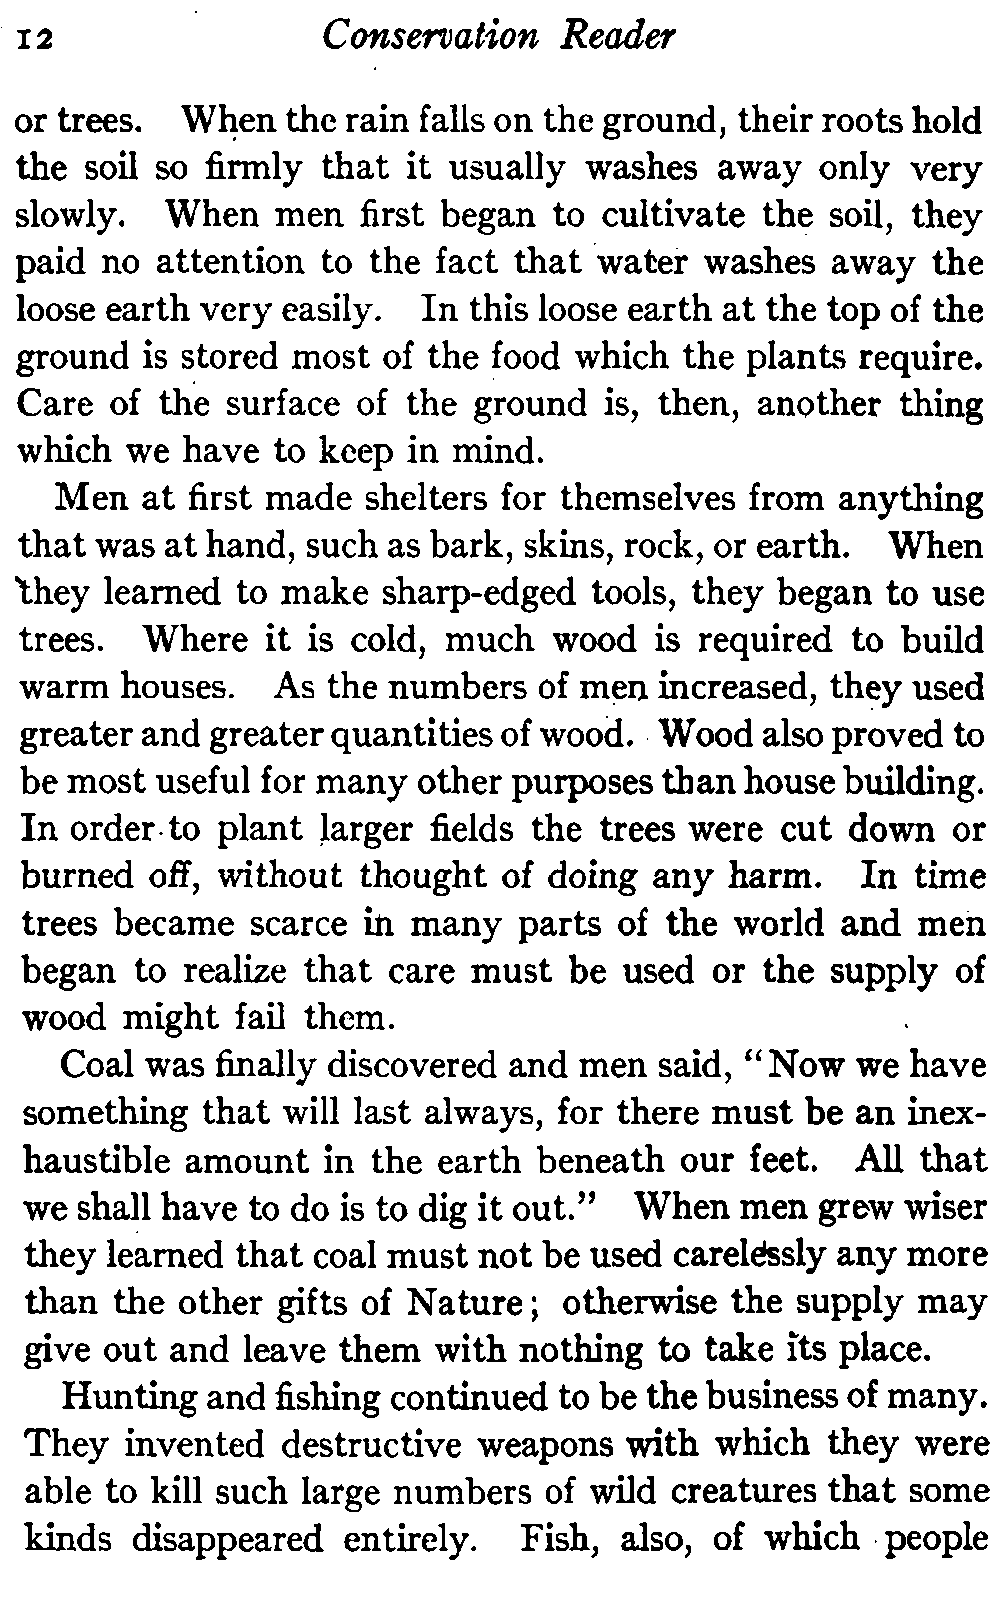 12 Conservation Reader
or trees. When the rain falls on the ground, their roots hold
the soil so firmly that it usually washes away only very
slowly. When men first began to cultivate the soil, they
paid no attention to the fact that water washes away the
loose earth very easily. In this loose earth at the top of the
ground is stored most of the food which the plants require.
Care of the surface of the ground is, then, another thing
which we have to keep in mind.
Men at first made shelters for themselves from anything
that was at hand, such as bark, skins, rock, or earth. When
they learned to make sharp-edged tools, they began to use
trees. Where it is cold, much wood is required to build
warm houses. As the numbers of men increased, they used
greater and greater quantities of wood. Wood also proved to
be most useful for many other purposes than house building.
In order to plant larger fields the trees were cut down or
burned off, without thought of doing any harm. In time
trees became scarce in many parts of the world and men
began to realize that care must be used or the supply of
wood might fail them.
Coal was finally discovered and men said, “Now we have
something that will last always, for there must be an inex-
haustible amount in the earth beneath our feet. All that
we shall have to do is to dig it out.” When men grew wiser
they learned that coal must not be used carelessly any more
than the other gifts of Nature; otherwise the supply may
give out and leave them with nothing to take its place.
Hunting and fishing continued to be the business of many.
They invented destructive weapons with which they were
able to kill such large numbers of wild creatures that some
kinds disappeared entirely. Fish, also, of which people